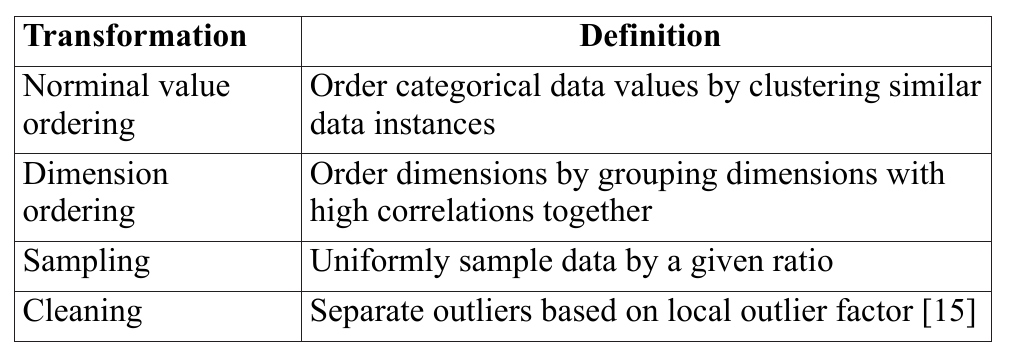 Transformation Definition
Norminal value Order categorical data values by clustering similar
ordering data instances
Dimension Order dimensions by grouping dimensions with
ordering high correlations together
Sampling Uniformly sample data by a given ratio
Cleaning Separate outliers based on local outlier factor [15]